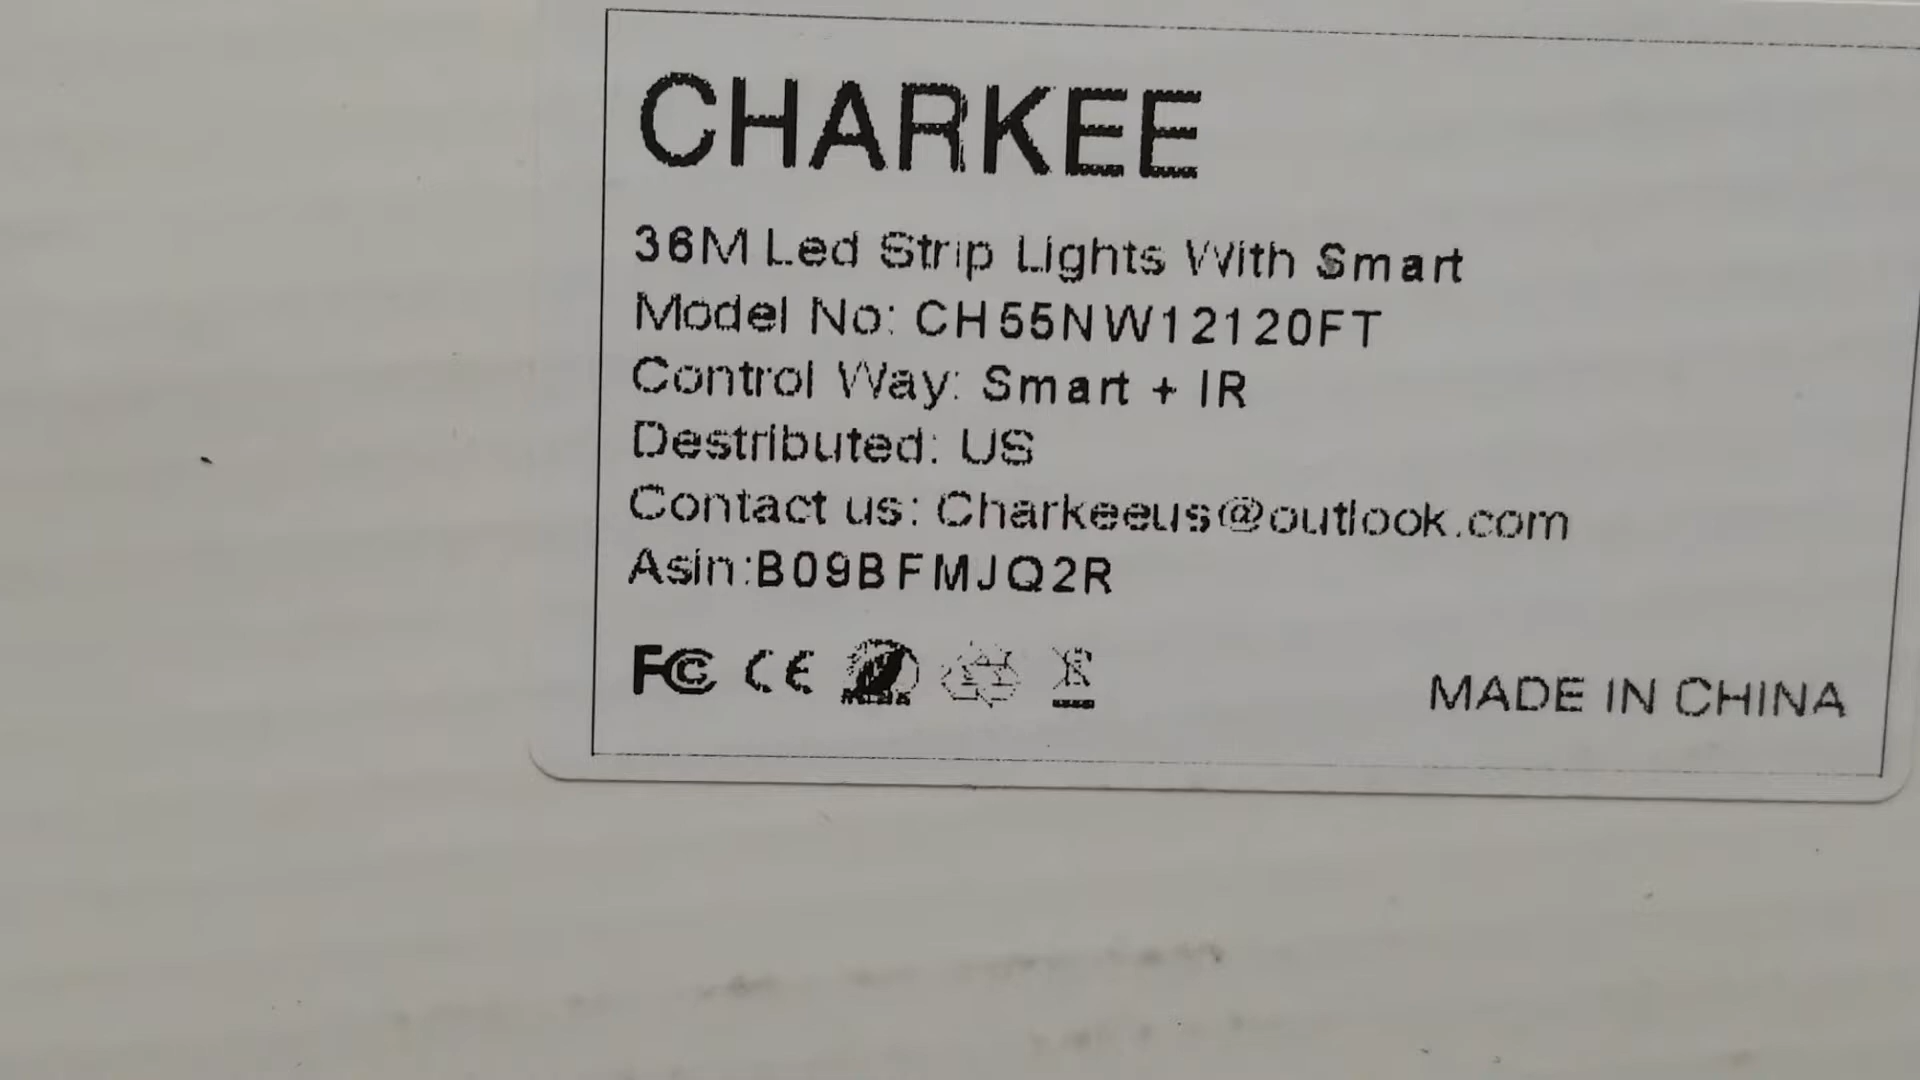 CHARKEE
36M Led Strip Lights With Smart
Model No: CH55NW12120FT
Control Way: Smart + IR
Destributed: US
Contact us: Charkeeus@outlook.com
Asin:B09BFMJQ2R
FC CE
MADE IN CHINA